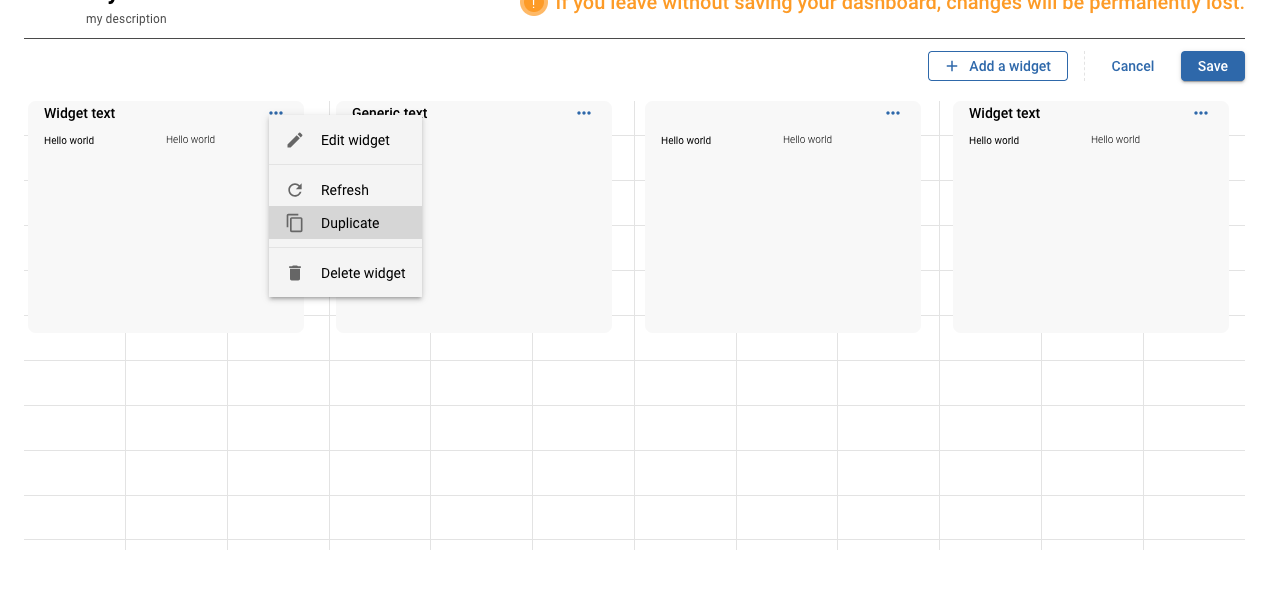 my description
If you leave without saving your dashboard, changes will be permanently lost.
Add a widget
Cancel
Save
Widget text
Generic text
Widget text
Hello world
Hello world
Hello world
Hello world
Hello world
Hello world
Edit widget
Refresh
Duplicate
Delete widget